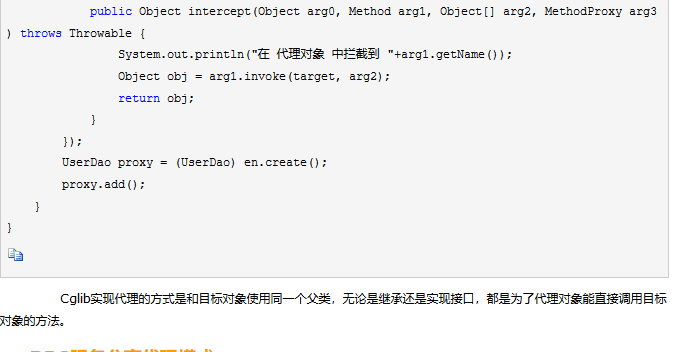 public Object intercept(Object arg0, Method arg1, Object[] arg2, MethodProxy arg3
) throws Throwable {
System.out.println("在 代理对象 中拦截到 "+arg1.getName());
Object obj = arg1.invoke(target, arg2);
return obj;
}
});
UserDao proxy = (UserDao) en.create();
proxy.add();
}
}
Cglib实现代理的方式是和目标对象使用同一个父类，无论是继承还是实现接口，都是为了代理对象能直接调用目标
对象的方法。